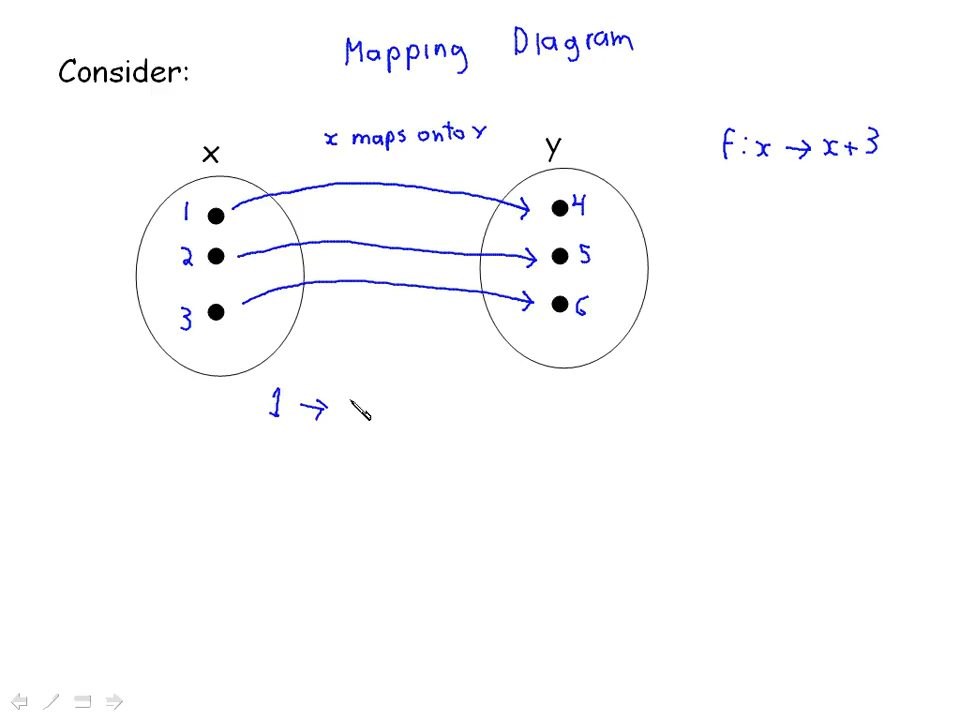 Mapping Diagram
Consider:
x maps onto Y
f : x → x + 3
x
y
1
4
2
5
3
6
1 →